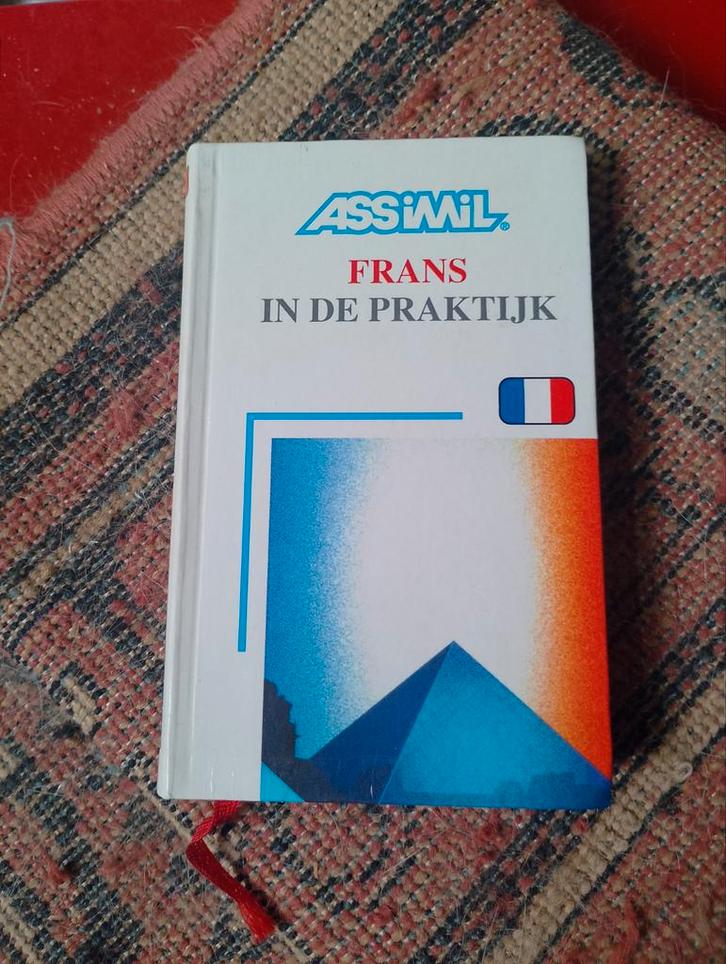 ASSiMiL®
FRANS
IN DE PRAKTIJK